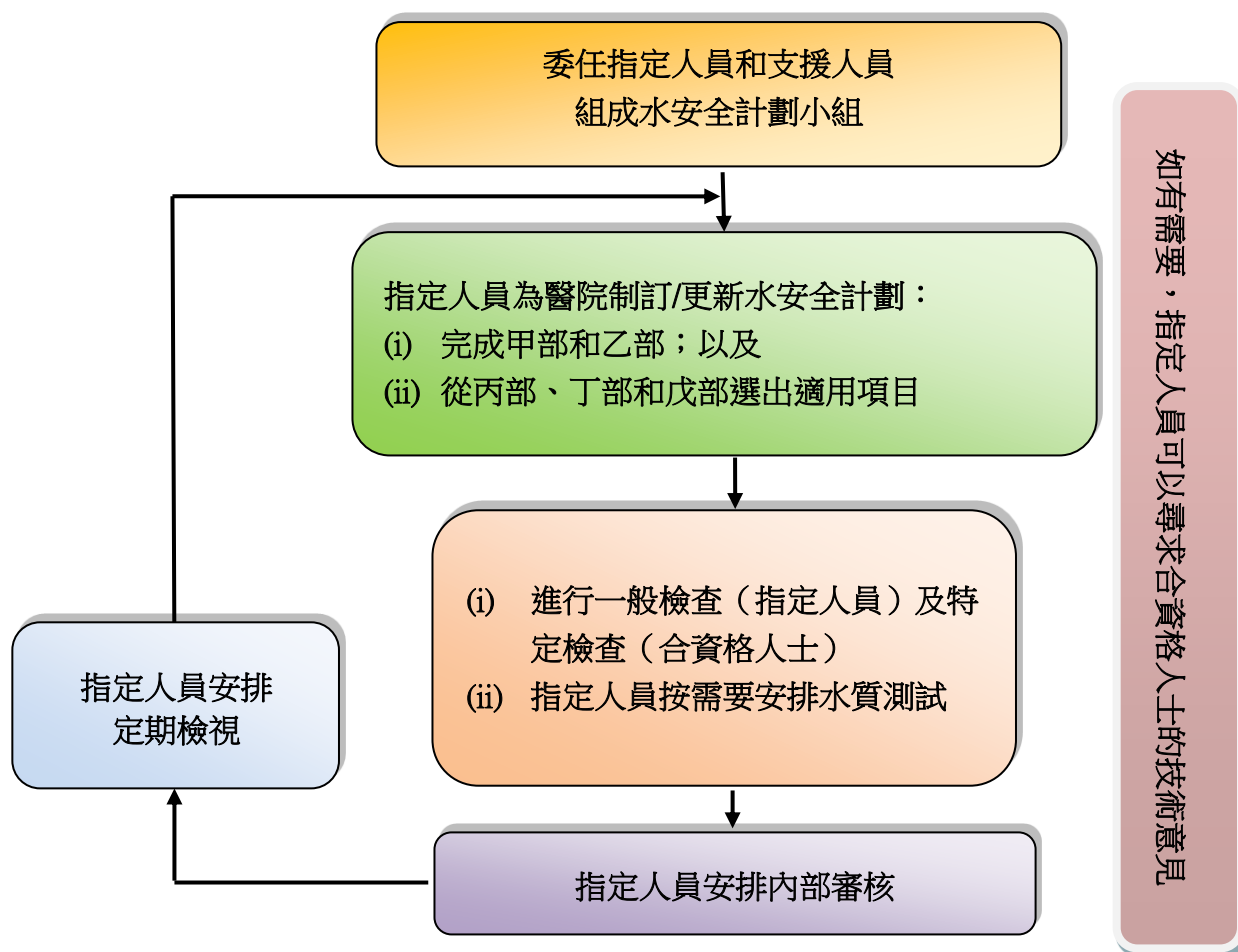 委任指定人員和支援人員
組成水安全計劃小組
指定人員為醫院制訂/更新水安全計劃：
(i) 完成甲部和乙部；以及
(ii) 從丙部、丁部和戊部選出適用項目
(i) 進行一般檢查（指定人員）及特
定檢查（合資格人士）
(ii) 指定人員按需要安排水質測試
指定人員安排
定期檢視
指定人員安排內部審核
如有需要，指定人員可以尋求合資格人士的技術意見